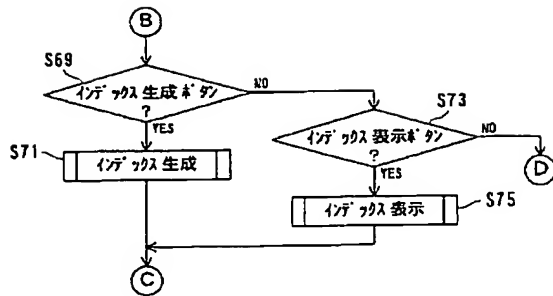 B
S69
インデックス 生成 ボタン
?
NO
YES
S73
インデックス 表示ボタン
?
NO
YES
S71
インデックス 生成
D
インデックス 表示
S75
C